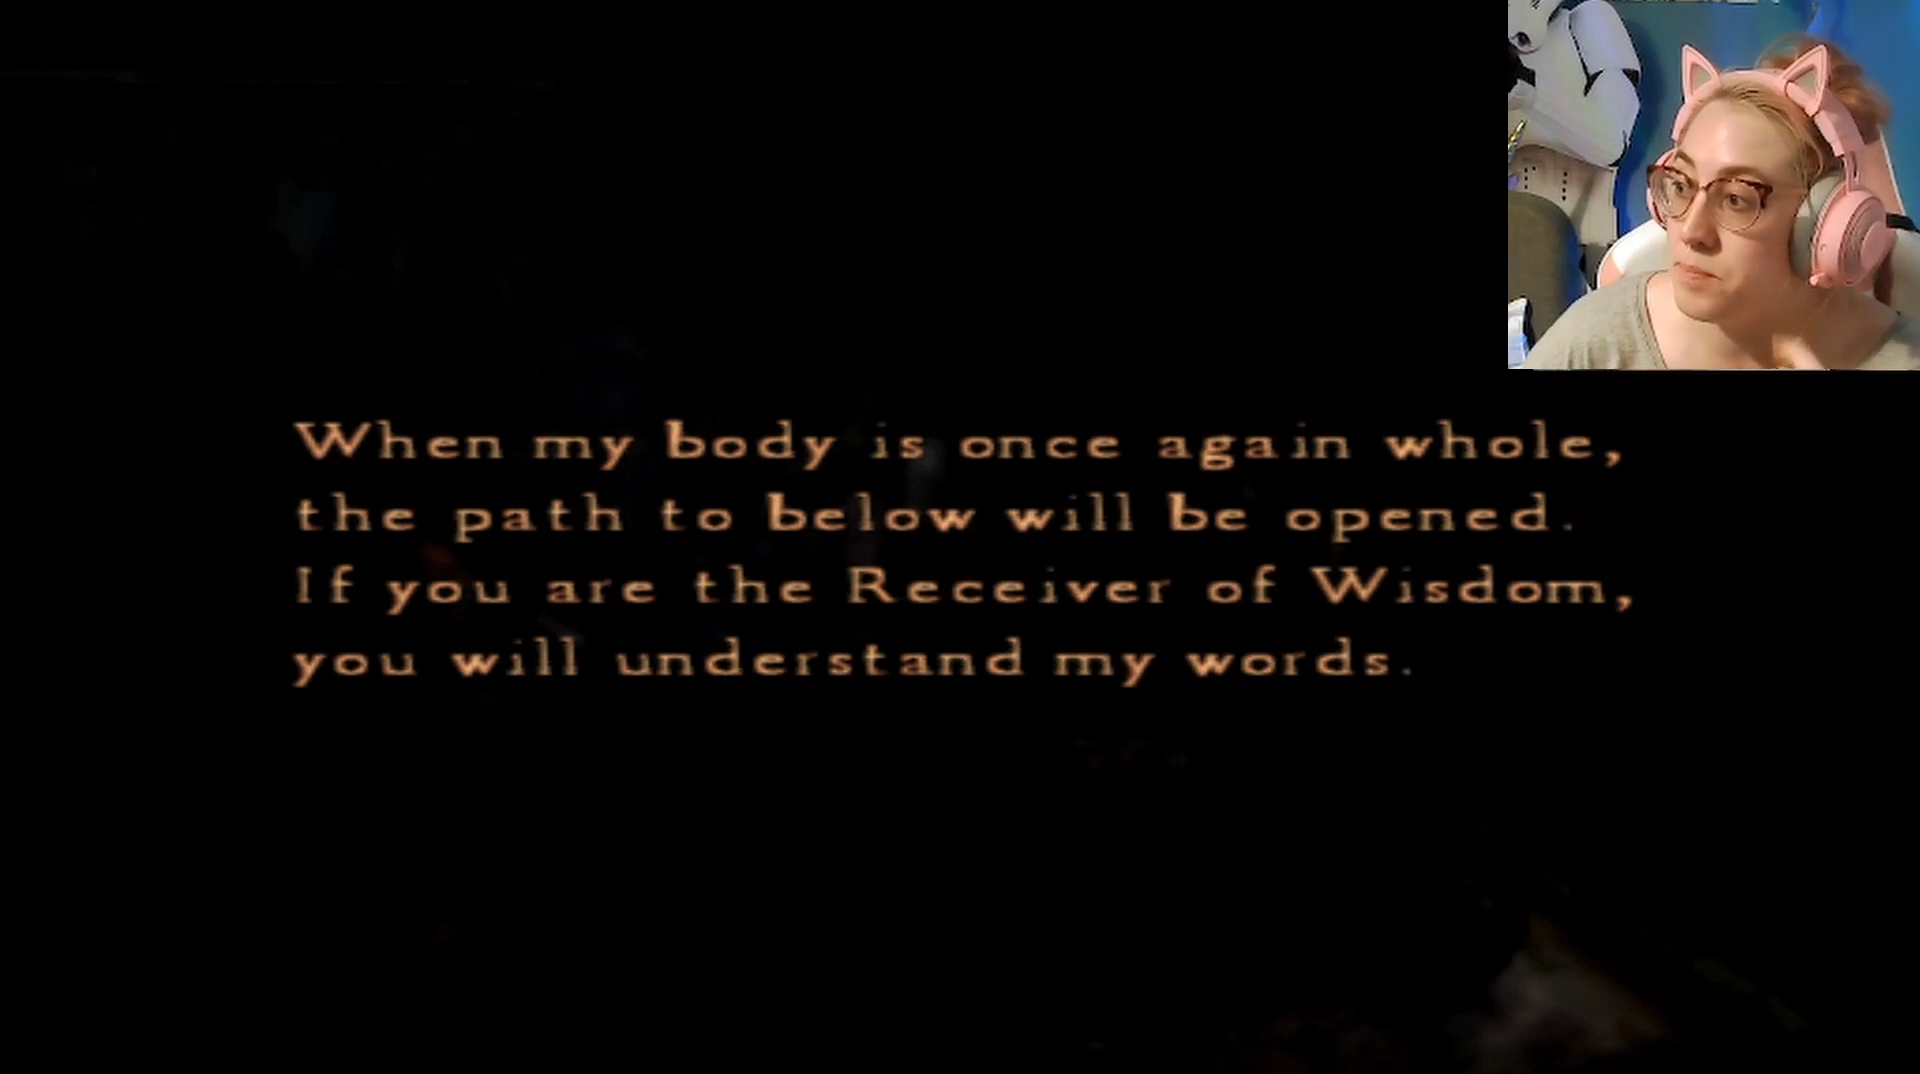 When my body is once again whole,
the path to below will be opened.
If you are the Receiver of Wisdom,
you will understand my words.